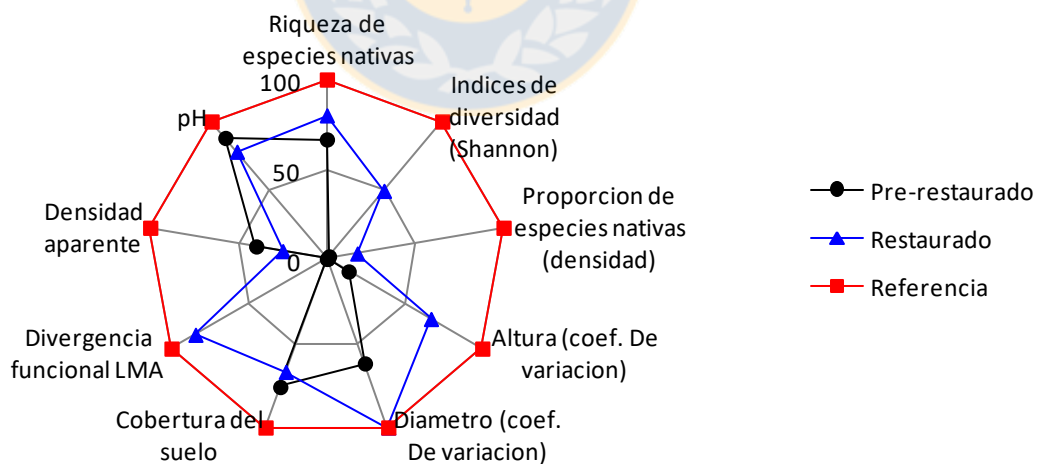 Riqueza de
especies nativas
100
Indices de
diversidad
(Shannon)
pH
50
Proporcion de
especies nativas
(densidad)
Densidad
aparente
0
Altura (coef. De
variacion)
Divergencia
funcional LMA
Cobertura del
suelo
Diametro (coef.
De variacion)
Pre-restaurado
Restaurado
Referencia